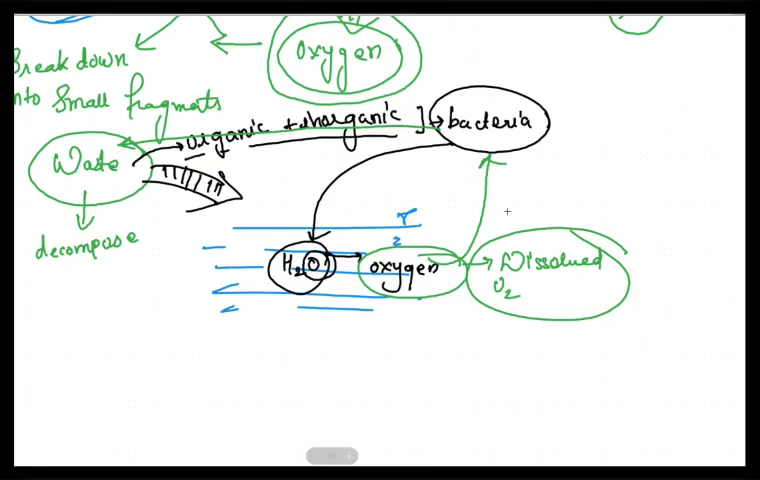 oxygen
Break down
into Small fragments
organic + inorganic ] → bacteria
Waste
decompose
H2O → oxygen → Dissolved
O2